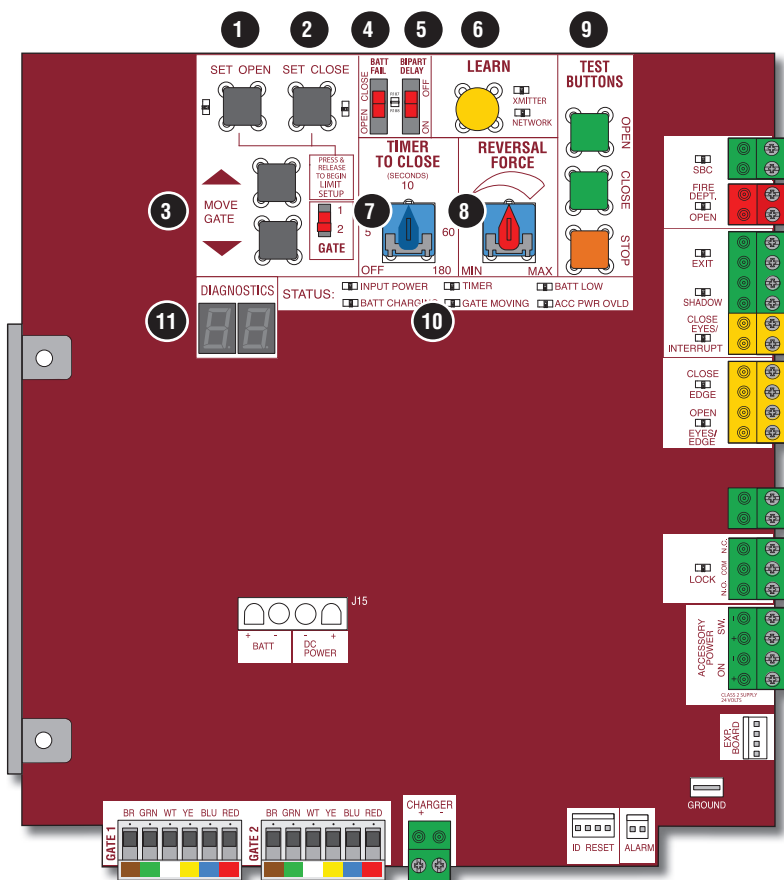 1 2 4 5 6 9
SET OPEN SET CLOSE
BATT FAIL
OPEN CLOSE
BIPART DELAY
OFF
ON
LEARN
XMITTER
NETWORK
TEST BUTTONS
OPEN
CLOSE
STOP
PRESS &
RELEASE
TO BEGIN
LIMIT
SETUP
3
MOVE
GATE
1
2
GATE
TIMER
TO CLOSE
(SECONDS)
10
7
5
60
OFF
180
REVERSAL
FORCE
8
MIN
MAX
11
DIAGNOSTICS
88
STATUS:
INPUT POWER
TIMER
BATT LOW
BATT CHARGING
GATE MOVING
ACC PWR OVLD
10
SBC
FIRE
DEPT.
OPEN
EXIT
SHADOW
CLOSE
EYES/
INTERRUPT
CLOSE
EDGE
OPEN
EYES/
EDGE
LOCK
N.C.
COM
N.O.
ACCESSORY
POWER
SW.
ON
- + - +
CLASS 2 SUPPLY
24 VOLTS
EXP.
BOARD
GROUND
J15
+ - - +
BATT
DC
POWER
GATE 1
BR GRN WT YE BLU RED
GATE 2
BR GRN WT YE BLU RED
CHARGER
+ -
ID RESET
ALARM